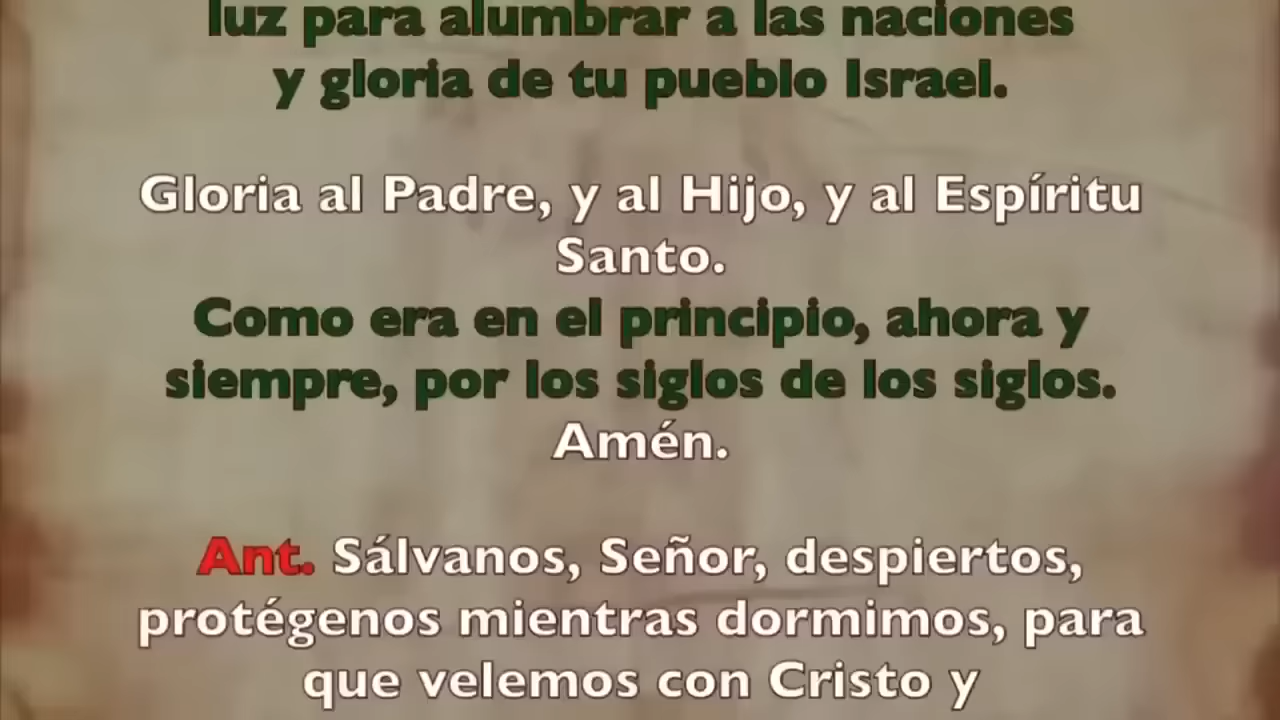 luz para alumbrar a las naciones
y gloria de tu pueblo Israel.
Gloria al Padre, y al Hijo, y al Espíritu
Santo.
Como era en el principio, ahora y
siempre, por los siglos de los siglos.
Amén.
Ant. Sálvanos, Señor, despiertos,
protégenos mientras dormimos, para
que velemos con Cristo y